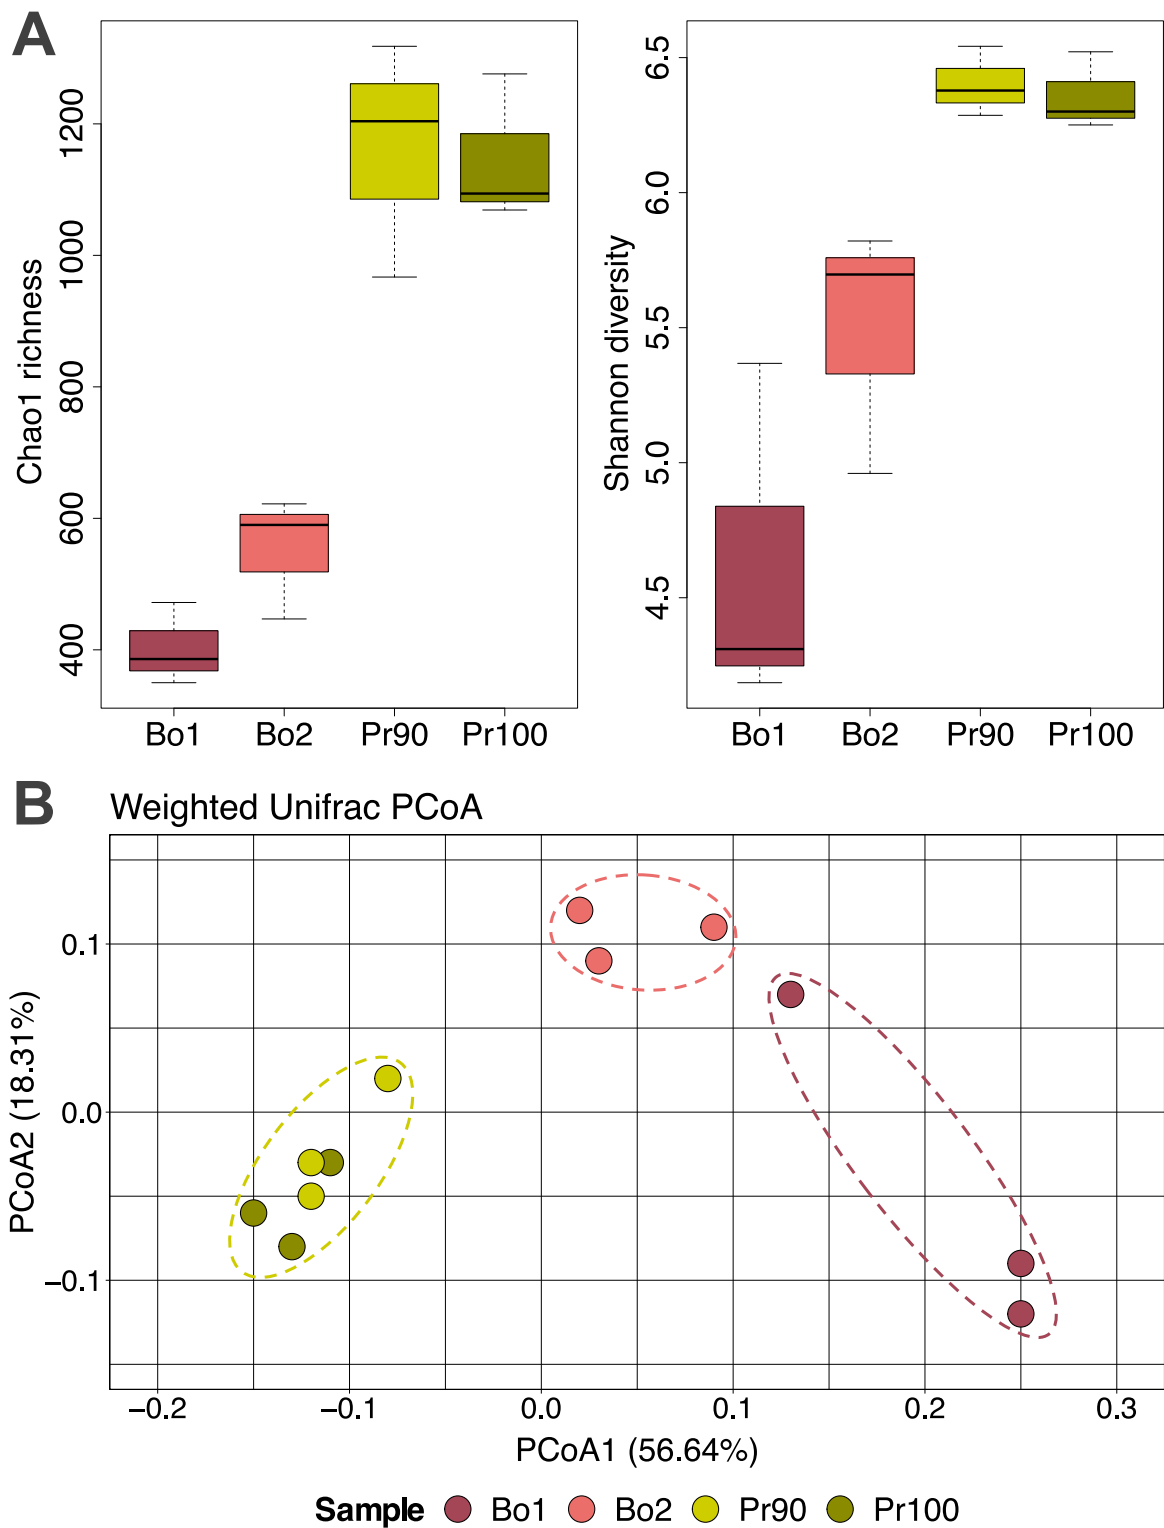 A
Chao1 richness
1200
1000
800
600
400
Bo1 Bo2 Pr90 Pr100
Shannon diversity
6.5
6.0
5.5
5.0
4.5
Bo1 Bo2 Pr90 Pr100
B
Weighted Unifrac PCoA
PCoA2 (18.31%)
0.1
0.0
−0.1
−0.2 −0.1 0.0 0.1 0.2 0.3
PCoA1 (56.64%)
Sample Bo1 Bo2 Pr90 Pr100